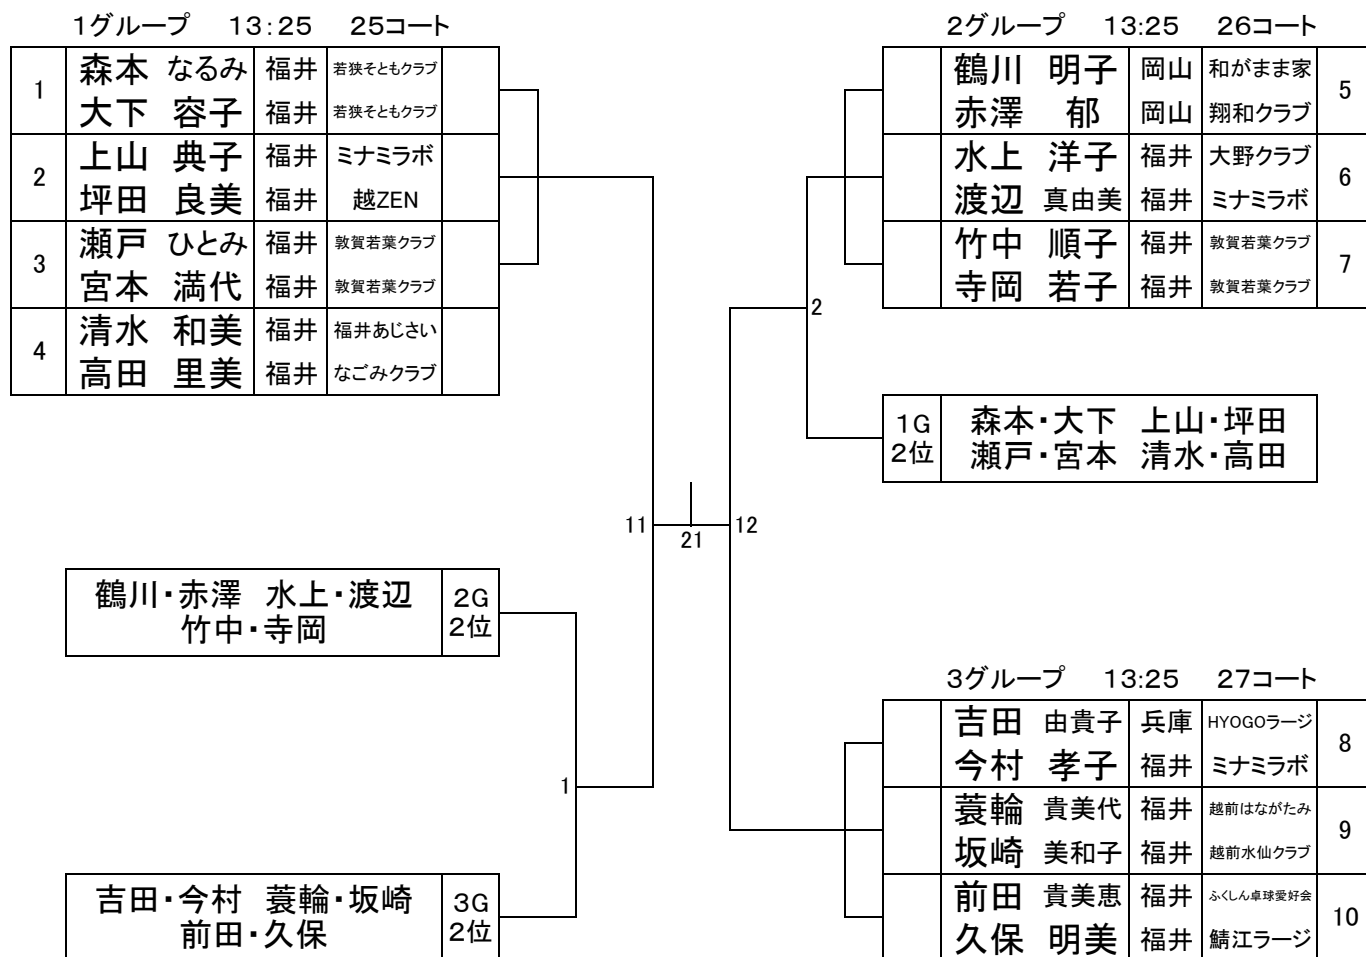 1グループ　13:25　25コート
1
森本 なるみ 福井 若狭そともクラブ
大下 容子 福井 若狭そともクラブ
2
上山 典子 福井 ミナミラボ
坪田 良美 福井 越ZEN
3
瀬戸 ひとみ 福井 敦賀若葉クラブ
宮本 満代 福井 敦賀若葉クラブ
4
清水 和美 福井 福井あじさい
高田 里美 福井 なごみクラブ
2グループ　13:25　26コート
鶴川 明子 岡山 和がまま家
赤澤 郁 岡山 翔和クラブ
5
水上 洋子 福井 大野クラブ
渡辺 真由美 福井 ミナミラボ
6
竹中 順子 福井 敦賀若葉クラブ
寺岡 若子 福井 敦賀若葉クラブ
7
2
1G
2位
森本・大下　上山・坪田
瀬戸・宮本　清水・高田
11
21
12
鶴川・赤澤　水上・渡辺
竹中・寺岡
2G
2位
1
吉田・今村　蓑輪・坂崎
前田・久保
3G
2位
3グループ　13:25　27コート
吉田 由貴子 兵庫 HYOGOラージ
今村 孝子 福井 ミナミラボ
8
蓑輪 貴美代 福井 越前はながたみ
坂崎 美和子 福井 越前水仙クラブ
9
前田 貴美恵 福井 ふくしん卓球愛好会
久保 明美 福井 鯖江ラージ
10